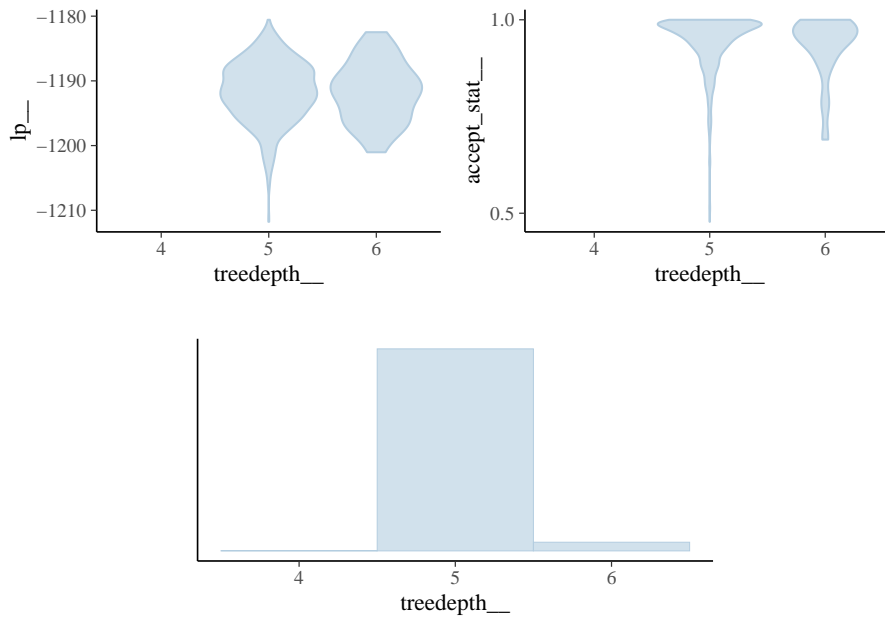 −1180
−1190
−1200
−1210
lp__
4 5 6
treedepth__
1.0
0.5
accept_stat__
4 5 6
treedepth__
4 5 6
treedepth__